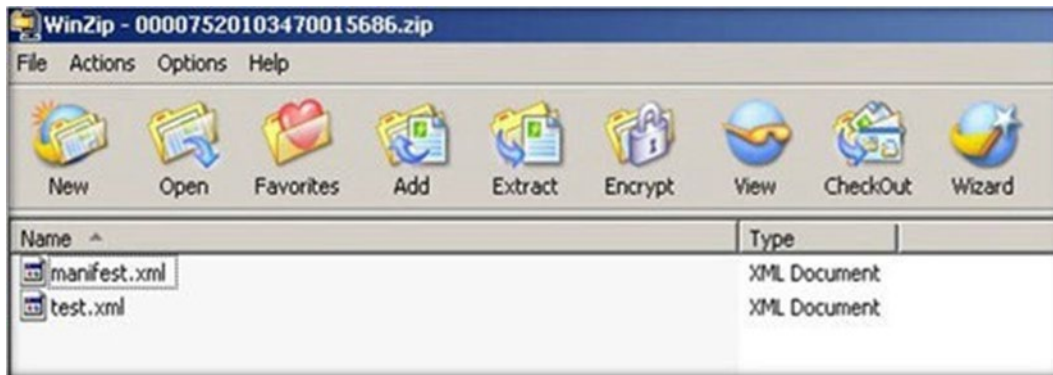 WinZip - 00007520103470015686.zip
File Actions Options Help
New Open Favorites Add Extract Encrypt View CheckOut Wizard
Name Type
manifest.xml XML Document
test.xml XML Document